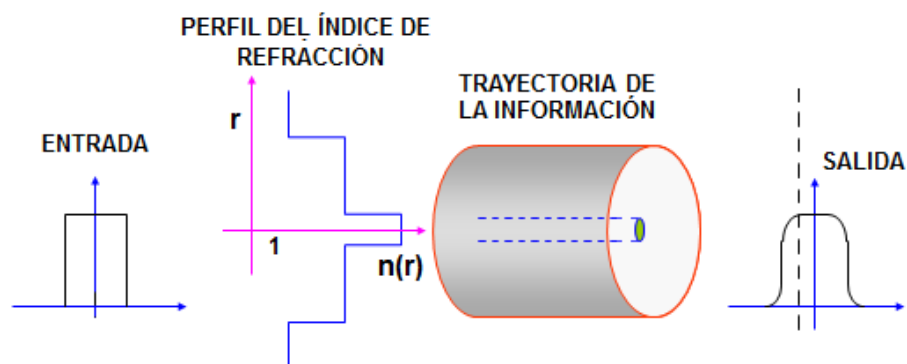 PERFIL DEL ÍNDICE DE
REFRACCIÓN
TRAYECTORIA DE
LA INFORMACIÓN
ENTRADA
r
SALIDA
1
n(r)